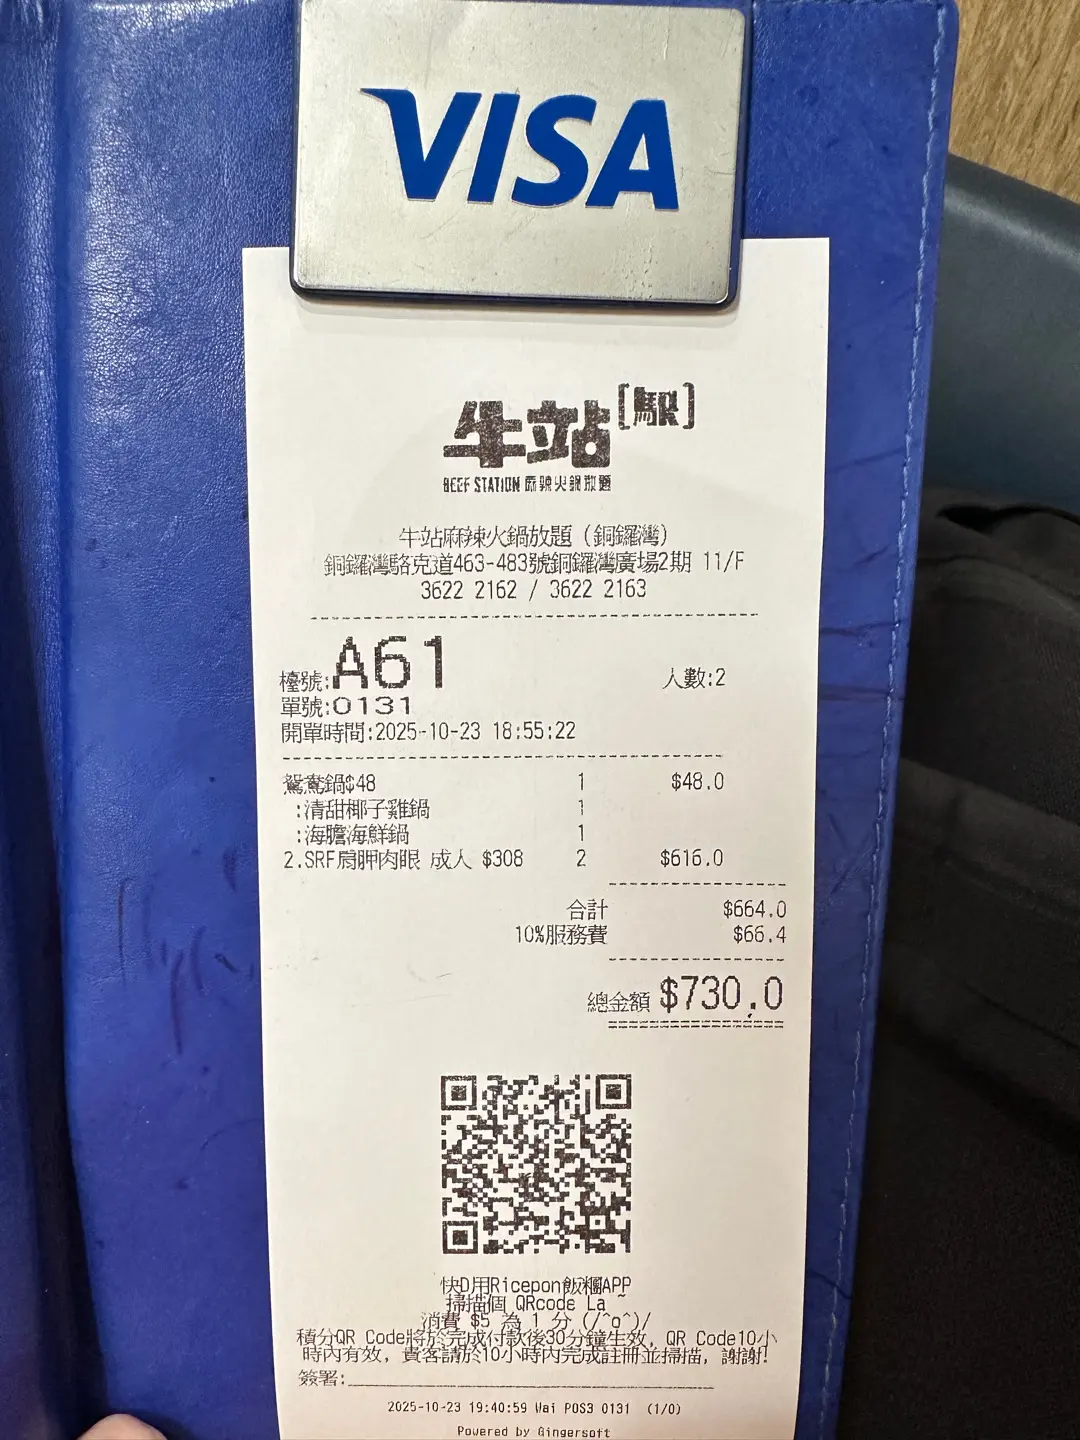 VISA
牛站[駅]
BEEF STATION 麻辣火鍋放題
牛站麻辣火鍋放題 (銅鑼灣)
銅鑼灣駱克道463-483號銅鑼灣廣場2期 11/F
3622 2162 / 3622 2163
檯號:A61 人數:2
單號:0131
開單時間:2025-10-23 18:55:22
鴛鴦鍋$48 1 $48.0
:清甜椰子雞鍋 1
:海膽海鮮鍋 1
2.SRF肩胛肉眼 成人 $308 2 $616.0
合計 $664.0
10%服務費 $66.4
總金額 $730.0
快D用Ricepon飯糰APP
掃描個 QRcode La ~
消費 $5 為 1 分 (/^o^)/
積分QR Code將於完成付款後30分鐘生效, QR Code10小
時內有效, 貴客請於10小時內完成註冊並掃描, 謝謝!
簽署:
2025-10-23 19:40:59 Wai POS3 0131 (1/0)
Powered by Gingersoft